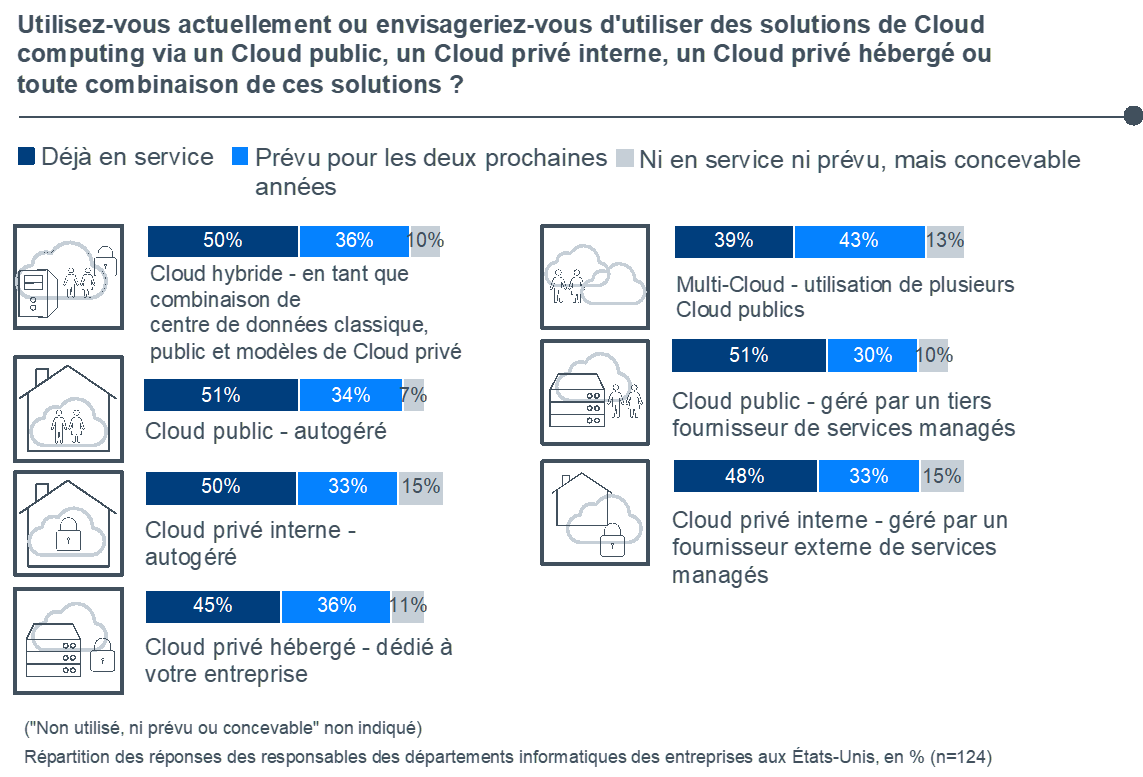 Utilisez-vous actuellement ou envisageriez-vous d'utiliser des solutions de Cloud
computing via un Cloud public, un Cloud privé interne, un Cloud privé hébergé ou
toute combinaison de ces solutions ?
Déjà en service
Prévu pour les deux prochaines
années
Ni en service ni prévu, mais concevable
50% 36% 10%
Cloud hybride - en tant que
combinaison de
centre de données classique,
public et modèles de Cloud privé
51% 34% 7%
Cloud public - autogéré
50% 33% 15%
Cloud privé interne -
autogéré
45% 36% 11%
Cloud privé hébergé - dédié à
votre entreprise
39% 43% 13%
Multi-Cloud - utilisation de plusieurs
Cloud publics
51% 30% 10%
Cloud public - géré par un tiers
fournisseur de services managés
48% 33% 15%
Cloud privé interne - géré par un
fournisseur externe de services
managés
("Non utilisé, ni prévu ou concevable" non indiqué)
Répartition des réponses des responsables des départements informatiques des entreprises aux États-Unis, en % (n=124)